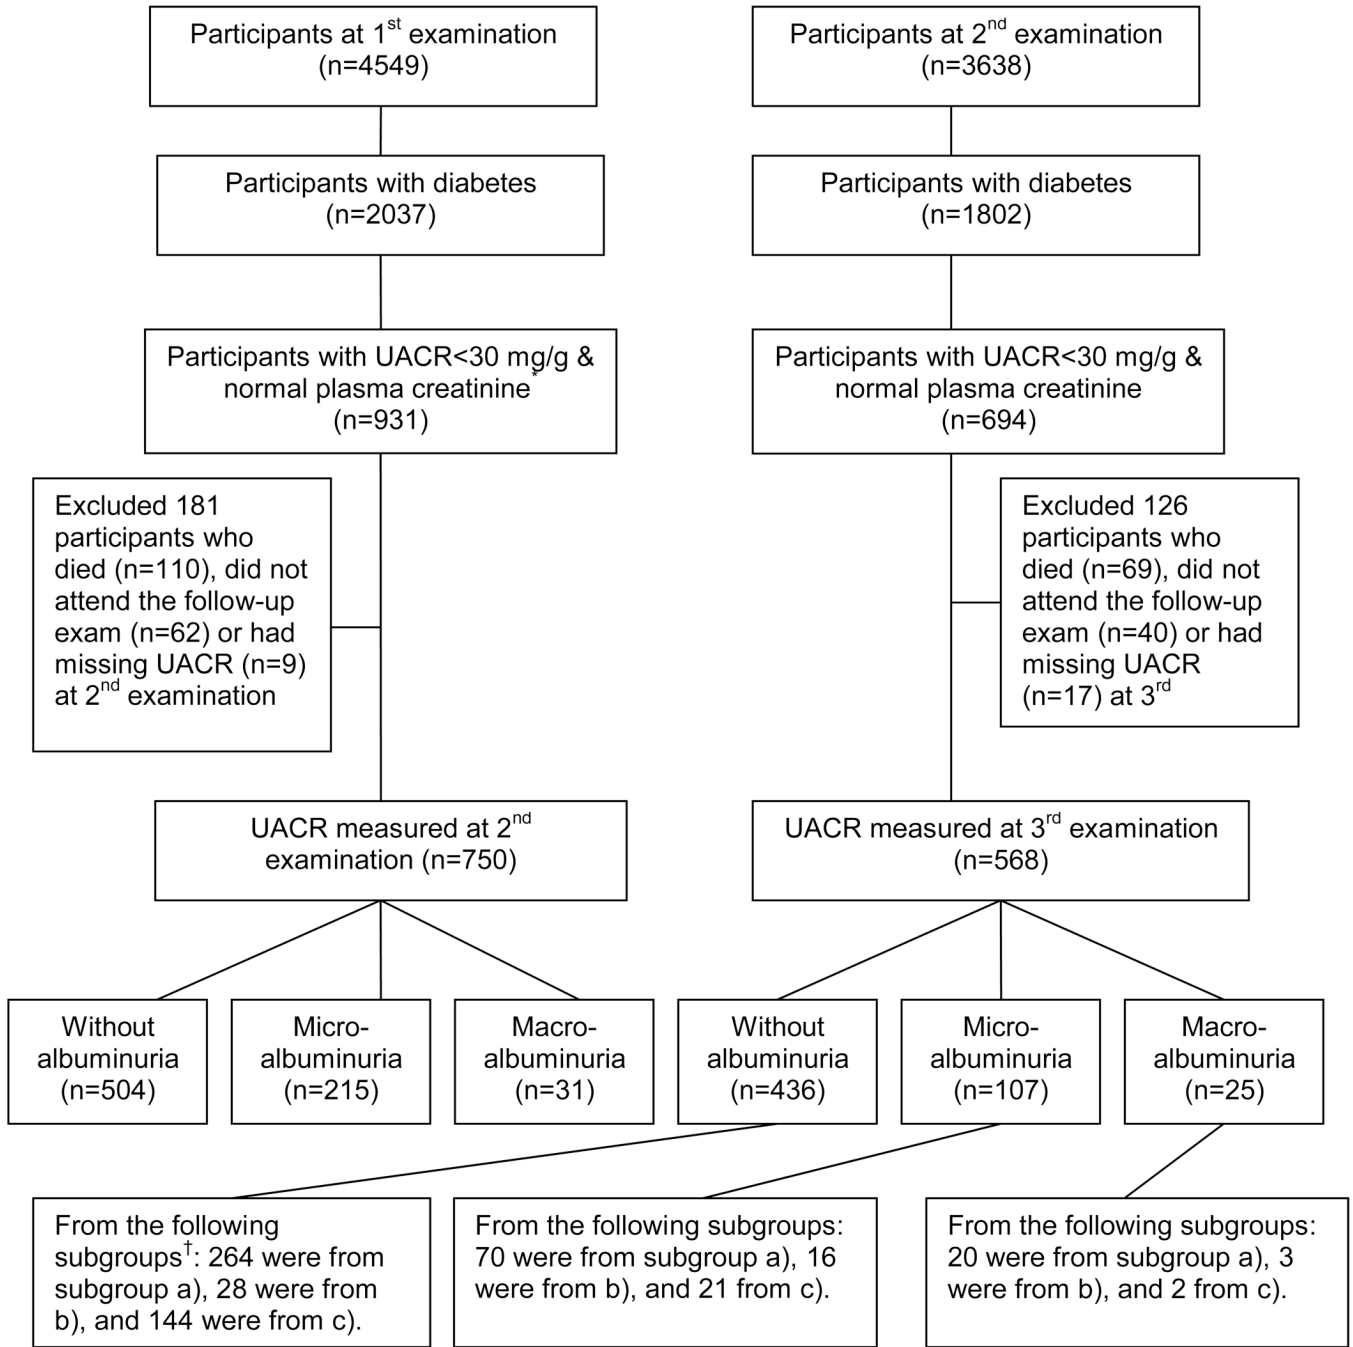 Participants at 1st examination
(n=4549)
Participants at 2nd examination
(n=3638)
Participants with diabetes
(n=2037)
Participants with diabetes
(n=1802)
Participants with UACR<30 mg/g &
normal plasma creatinine*
(n=931)
Participants with UACR<30 mg/g &
normal plasma creatinine
(n=694)
Excluded 181
participants who
died (n=110), did not
attend the follow-up
exam (n=62) or had
missing UACR (n=9)
at 2nd examination
Excluded 126
participants who
died (n=69), did not
attend the follow-up
exam (n=40) or had
missing UACR
(n=17) at 3rd
UACR measured at 2nd
examination (n=750)
UACR measured at 3rd examination
(n=568)
Without
albuminuria
(n=504)
Micro-
albuminuria
(n=215)
Macro-
albuminuria
(n=31)
Without
albuminuria
(n=436)
Micro-
albuminuria
(n=107)
Macro-
albuminuria
(n=25)
From the following
subgroups†: 264 were from
subgroup a), 28 were from
b), and 144 were from c).
From the following subgroups:
70 were from subgroup a), 16
were from b), and 21 from c).
From the following subgroups:
20 were from subgroup a), 3
were from b), and 2 from c).